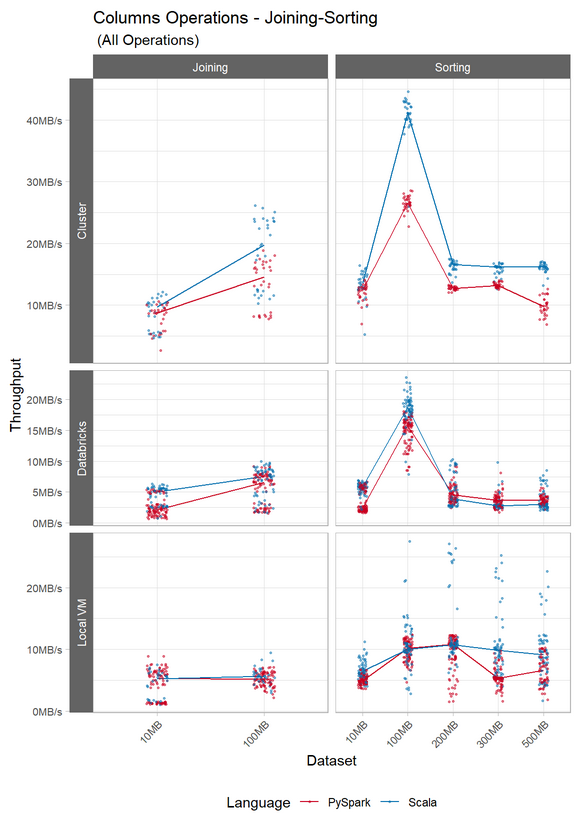 Columns Operations - Joining-Sorting
(All Operations)
Joining
Sorting
Cluster
40MB/s
30MB/s
20MB/s
10MB/s
Throughput
Databricks
20MB/s
15MB/s
10MB/s
5MB/s
0MB/s
Local VM
20MB/s
10MB/s
0MB/s
10MB
100MB
10MB
100MB
200MB
300MB
500MB
Dataset
Language
PySpark
Scala